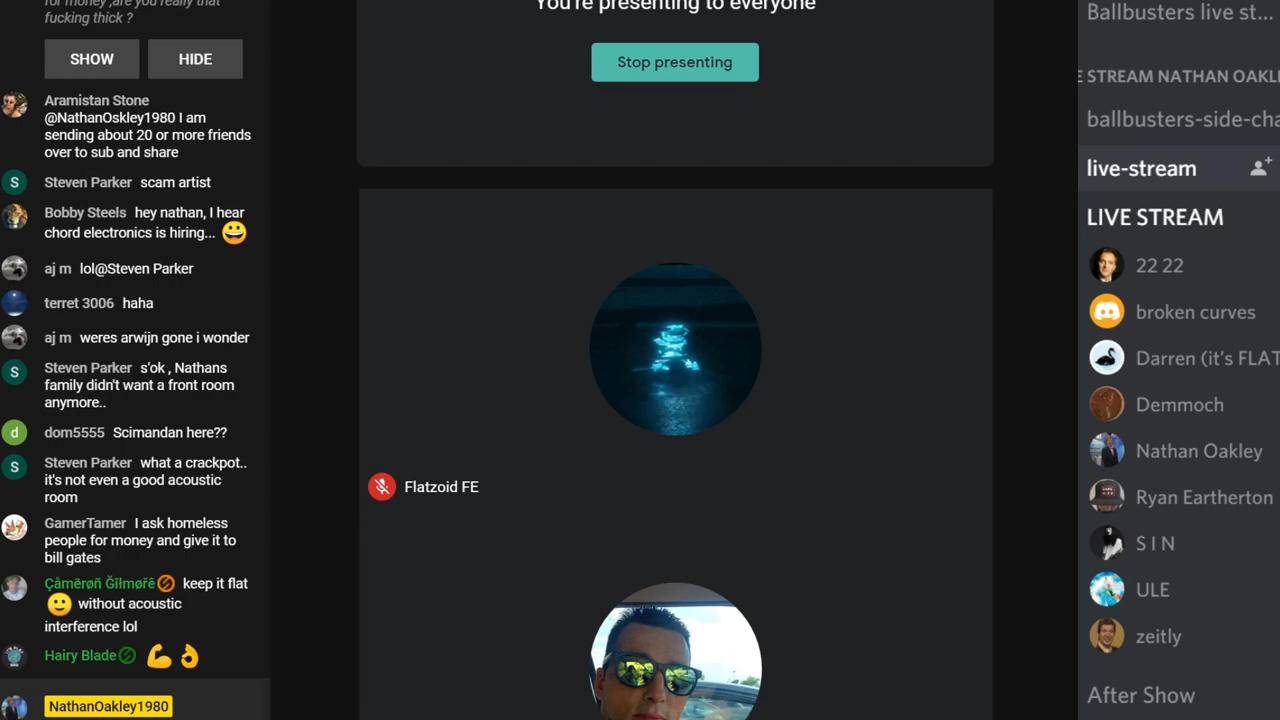 for money ,are you really that
fucking thick ?
SHOW
HIDE
Aramistan Stone
@NathanOskley1980 I am
sending about 20 or more friends
over to sub and share
S
Steven Parker scam artist
Bobby Steels hey nathan, I hear
chord electronics is hiring... 😀
aj m lol@Steven Parker
terret 3006 haha
aj m weres arwijn gone i wonder
S
Steven Parker s'ok , Nathans
family didn't want a front room
anymore..
d
dom5555 Scimandan here??
S
Steven Parker what a crackpot..
it's not even a good acoustic
room
GamerTamer I ask homeless
people for money and give it to
bill gates
Çåmêrøñ Ğîłmøřê keep it flat
🙂 without acoustic
interference lol
Hairy Blade 💪👌
NathanOakley1980
You're presenting to everyone
Stop presenting
Flatzoid FE
Ballbusters live st...
E STREAM NATHAN OAKL
ballbusters-side-cha
live-stream
LIVE STREAM
22 22
broken curves
Darren (it's FLAT
Demmoch
Nathan Oakley
Ryan Eartherton
S I N
ULE
zeitly
After Show